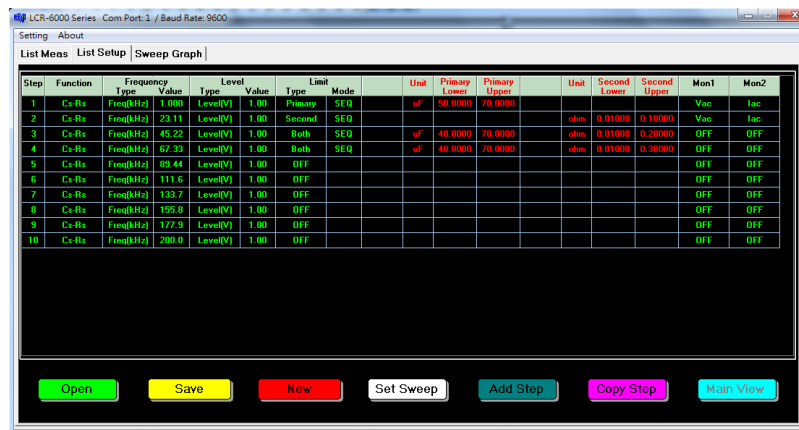 LCR-6000 Series Com Port: 1 / Baud Rate: 9600
Setting About
List Meas List Setup Sweep Graph
Step Function Frequency Type Value Level Type Value Limit Type Mode Unit Primary Lower Primary Upper Unit Second Lower Second Upper Mon1 Mon2
1 Cs-Rs Freq(kHz) 1.000 Level(V) 1.00 Primary SEQ uF 50.0000 70.0000 Vac Iac
2 Cs-Rs Freq(kHz) 23.11 Level(V) 1.00 Second SEQ ohm 0.01000 0.10000 Vac Iac
3 Cs-Rs Freq(kHz) 45.22 Level(V) 1.00 Both SEQ uF 40.0000 70.0000 ohm 0.01000 0.20000 OFF OFF
4 Cs-Rs Freq(kHz) 67.33 Level(V) 1.00 Both SEQ uF 40.0000 70.0000 ohm 0.01000 0.30000 OFF OFF
5 Cs-Rs Freq(kHz) 89.44 Level(V) 1.00 OFF OFF OFF
6 Cs-Rs Freq(kHz) 111.6 Level(V) 1.00 OFF OFF OFF
7 Cs-Rs Freq(kHz) 133.7 Level(V) 1.00 OFF OFF OFF
8 Cs-Rs Freq(kHz) 155.8 Level(V) 1.00 OFF OFF OFF
9 Cs-Rs Freq(kHz) 177.9 Level(V) 1.00 OFF OFF OFF
10 Cs-Rs Freq(kHz) 200.0 Level(V) 1.00 OFF OFF OFF
Open Save New Set Sweep Add Step Copy Step Main View